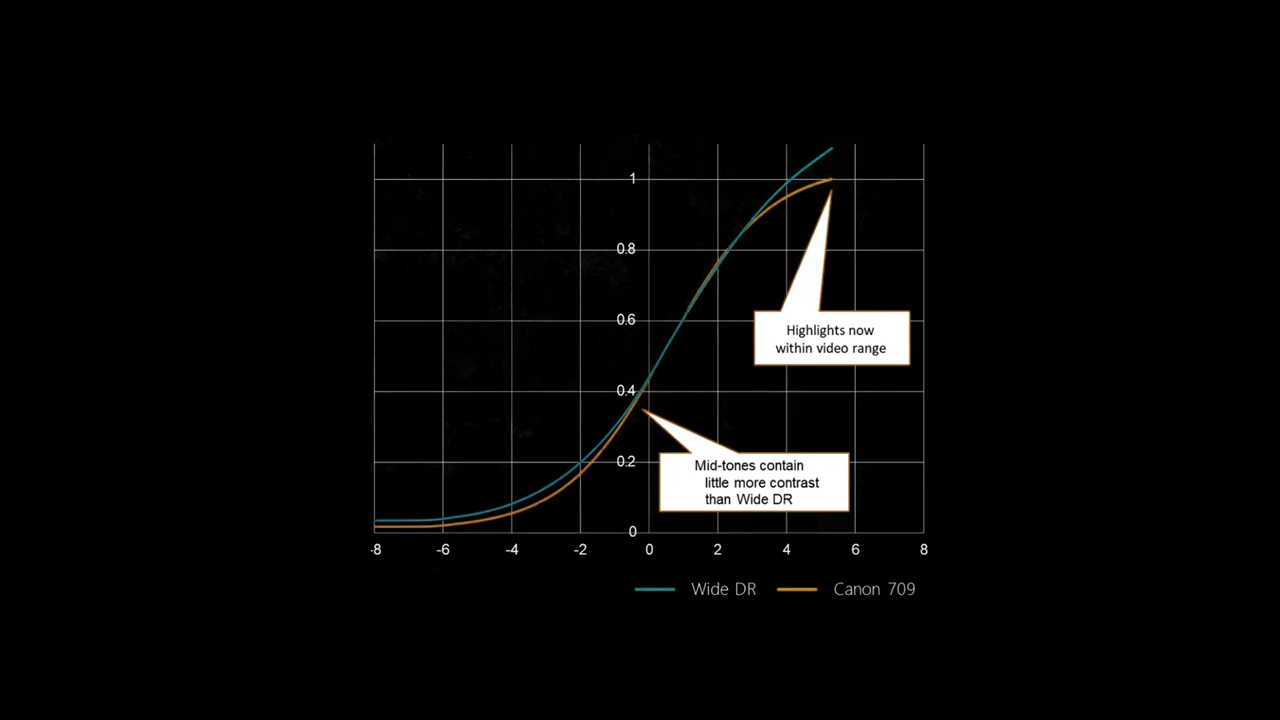 1
0.8
0.6
Highlights now
within video range
0.4
0.2
Mid-tones contain
little more contrast
than Wide DR
0
-8 -6 -4 -2 0 2 4 6 8
Wide DR Canon 709